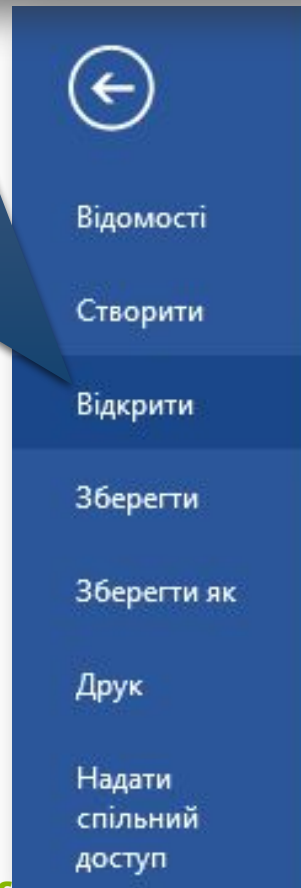 Відомості
Створити
Відкрити
Зберегти
Зберегти як
Друк
Надати
спільний
доступ